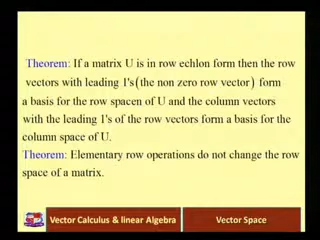 Theorem: If a matrix U is in row echlon form then the row
vectors with leading 1's(the non zero row vector) form
a basis for the row spacen of U and the column vectors
with the leading 1's of the row vectors form a basis for the
column space of U.
Theorem: Elementary row operations do not change the row
space of a matrix.
Vector Calculus & linear Algebra
Vector Space